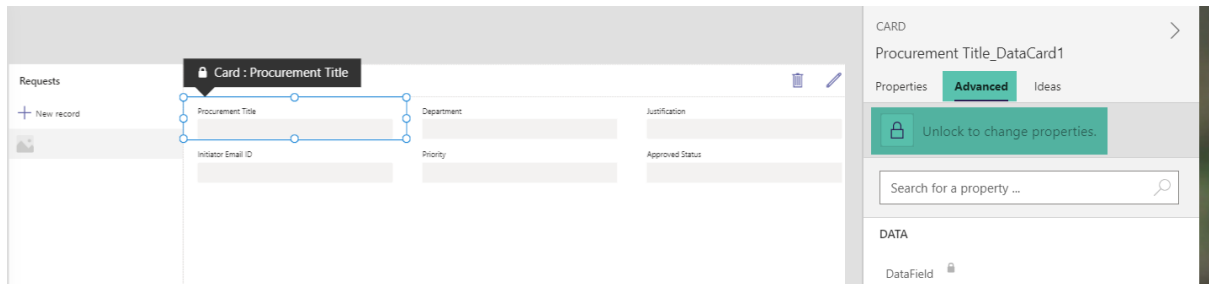 Card : Procurement Title
Requests
New record
Procurement Title
Department
Justification
Initiator Email ID
Priority
Approved Status
CARD
Procurement Title_DataCard1
Properties
Advanced
Ideas
Unlock to change properties.
Search for a property ...
DATA
DataField